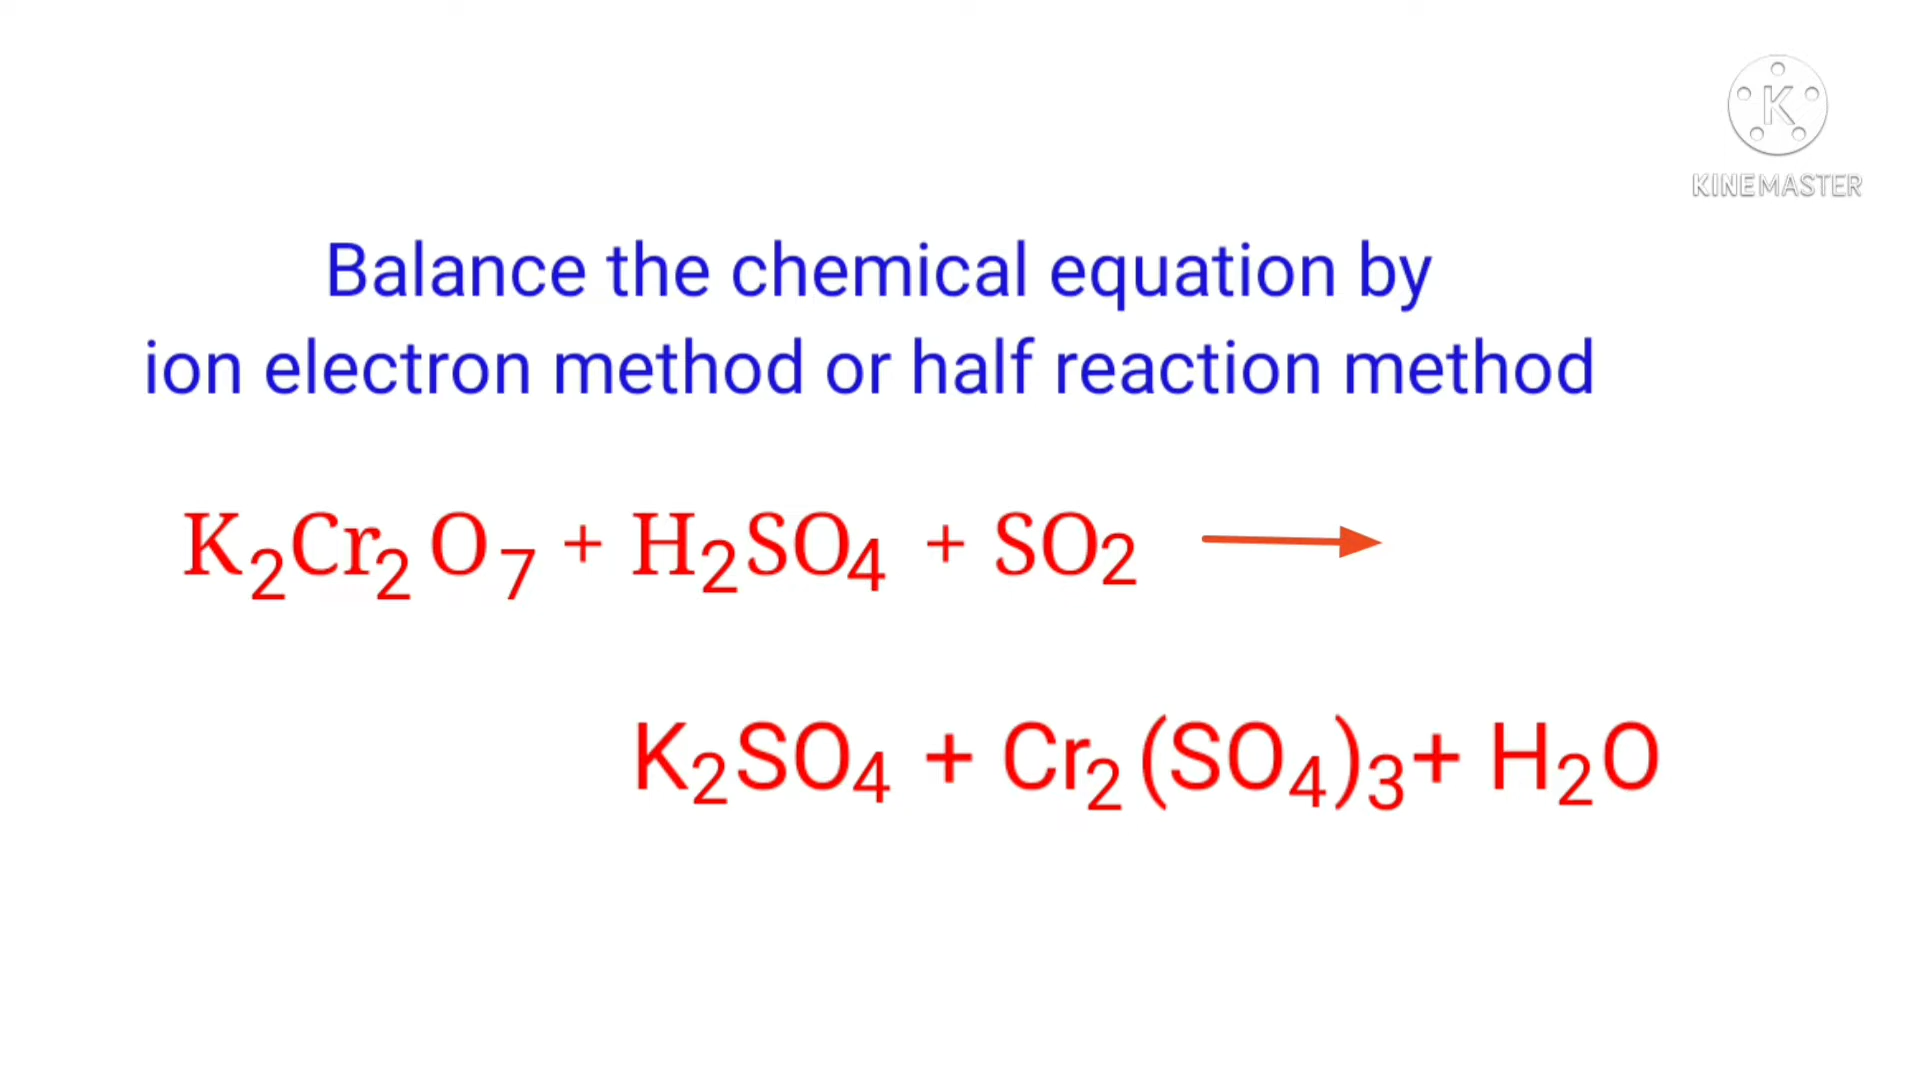 K
KINEMASTER
Balance the chemical equation by
ion electron method or half reaction method
K₂Cr₂O₇ + H₂SO₄ + SO₂ →
K₂SO₄ + Cr₂(SO₄)₃ + H₂O